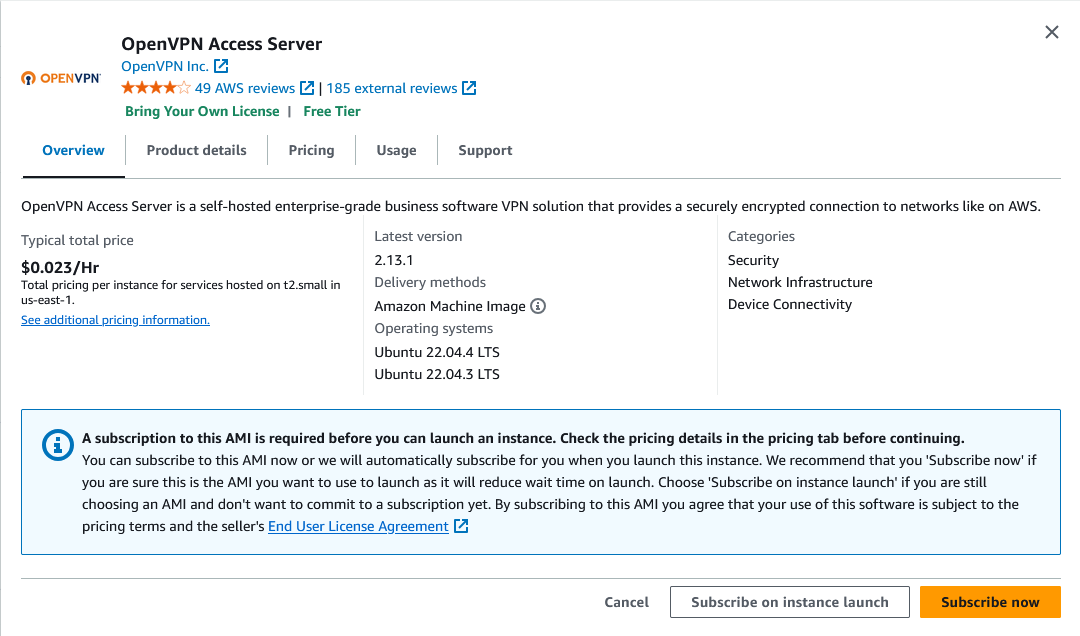 OpenVPN Access Server
OpenVPN Inc.
OPENVPN
49 AWS reviews | 185 external reviews
Bring Your Own License | Free Tier
Overview Product details Pricing Usage Support
OpenVPN Access Server is a self-hosted enterprise-grade business software VPN solution that provides a securely encrypted connection to networks like on AWS.
Typical total price
$0.023/Hr
Total pricing per instance for services hosted on t2.small in
us-east-1.
See additional pricing information.
Latest version
2.13.1
Delivery methods
Amazon Machine Image
Operating systems
Ubuntu 22.04.4 LTS
Ubuntu 22.04.3 LTS
Categories
Security
Network Infrastructure
Device Connectivity
A subscription to this AMI is required before you can launch an instance. Check the pricing details in the pricing tab before continuing.
You can subscribe to this AMI now or we will automatically subscribe for you when you launch this instance. We recommend that you 'Subscribe now' if
you are sure this is the AMI you want to use to launch as it will reduce wait time on launch. Choose 'Subscribe on instance launch' if you are still
choosing an AMI and don't want to commit to a subscription yet. By subscribing to this AMI you agree that your use of this software is subject to the
pricing terms and the seller's End User License Agreement
Cancel Subscribe on instance launch Subscribe now